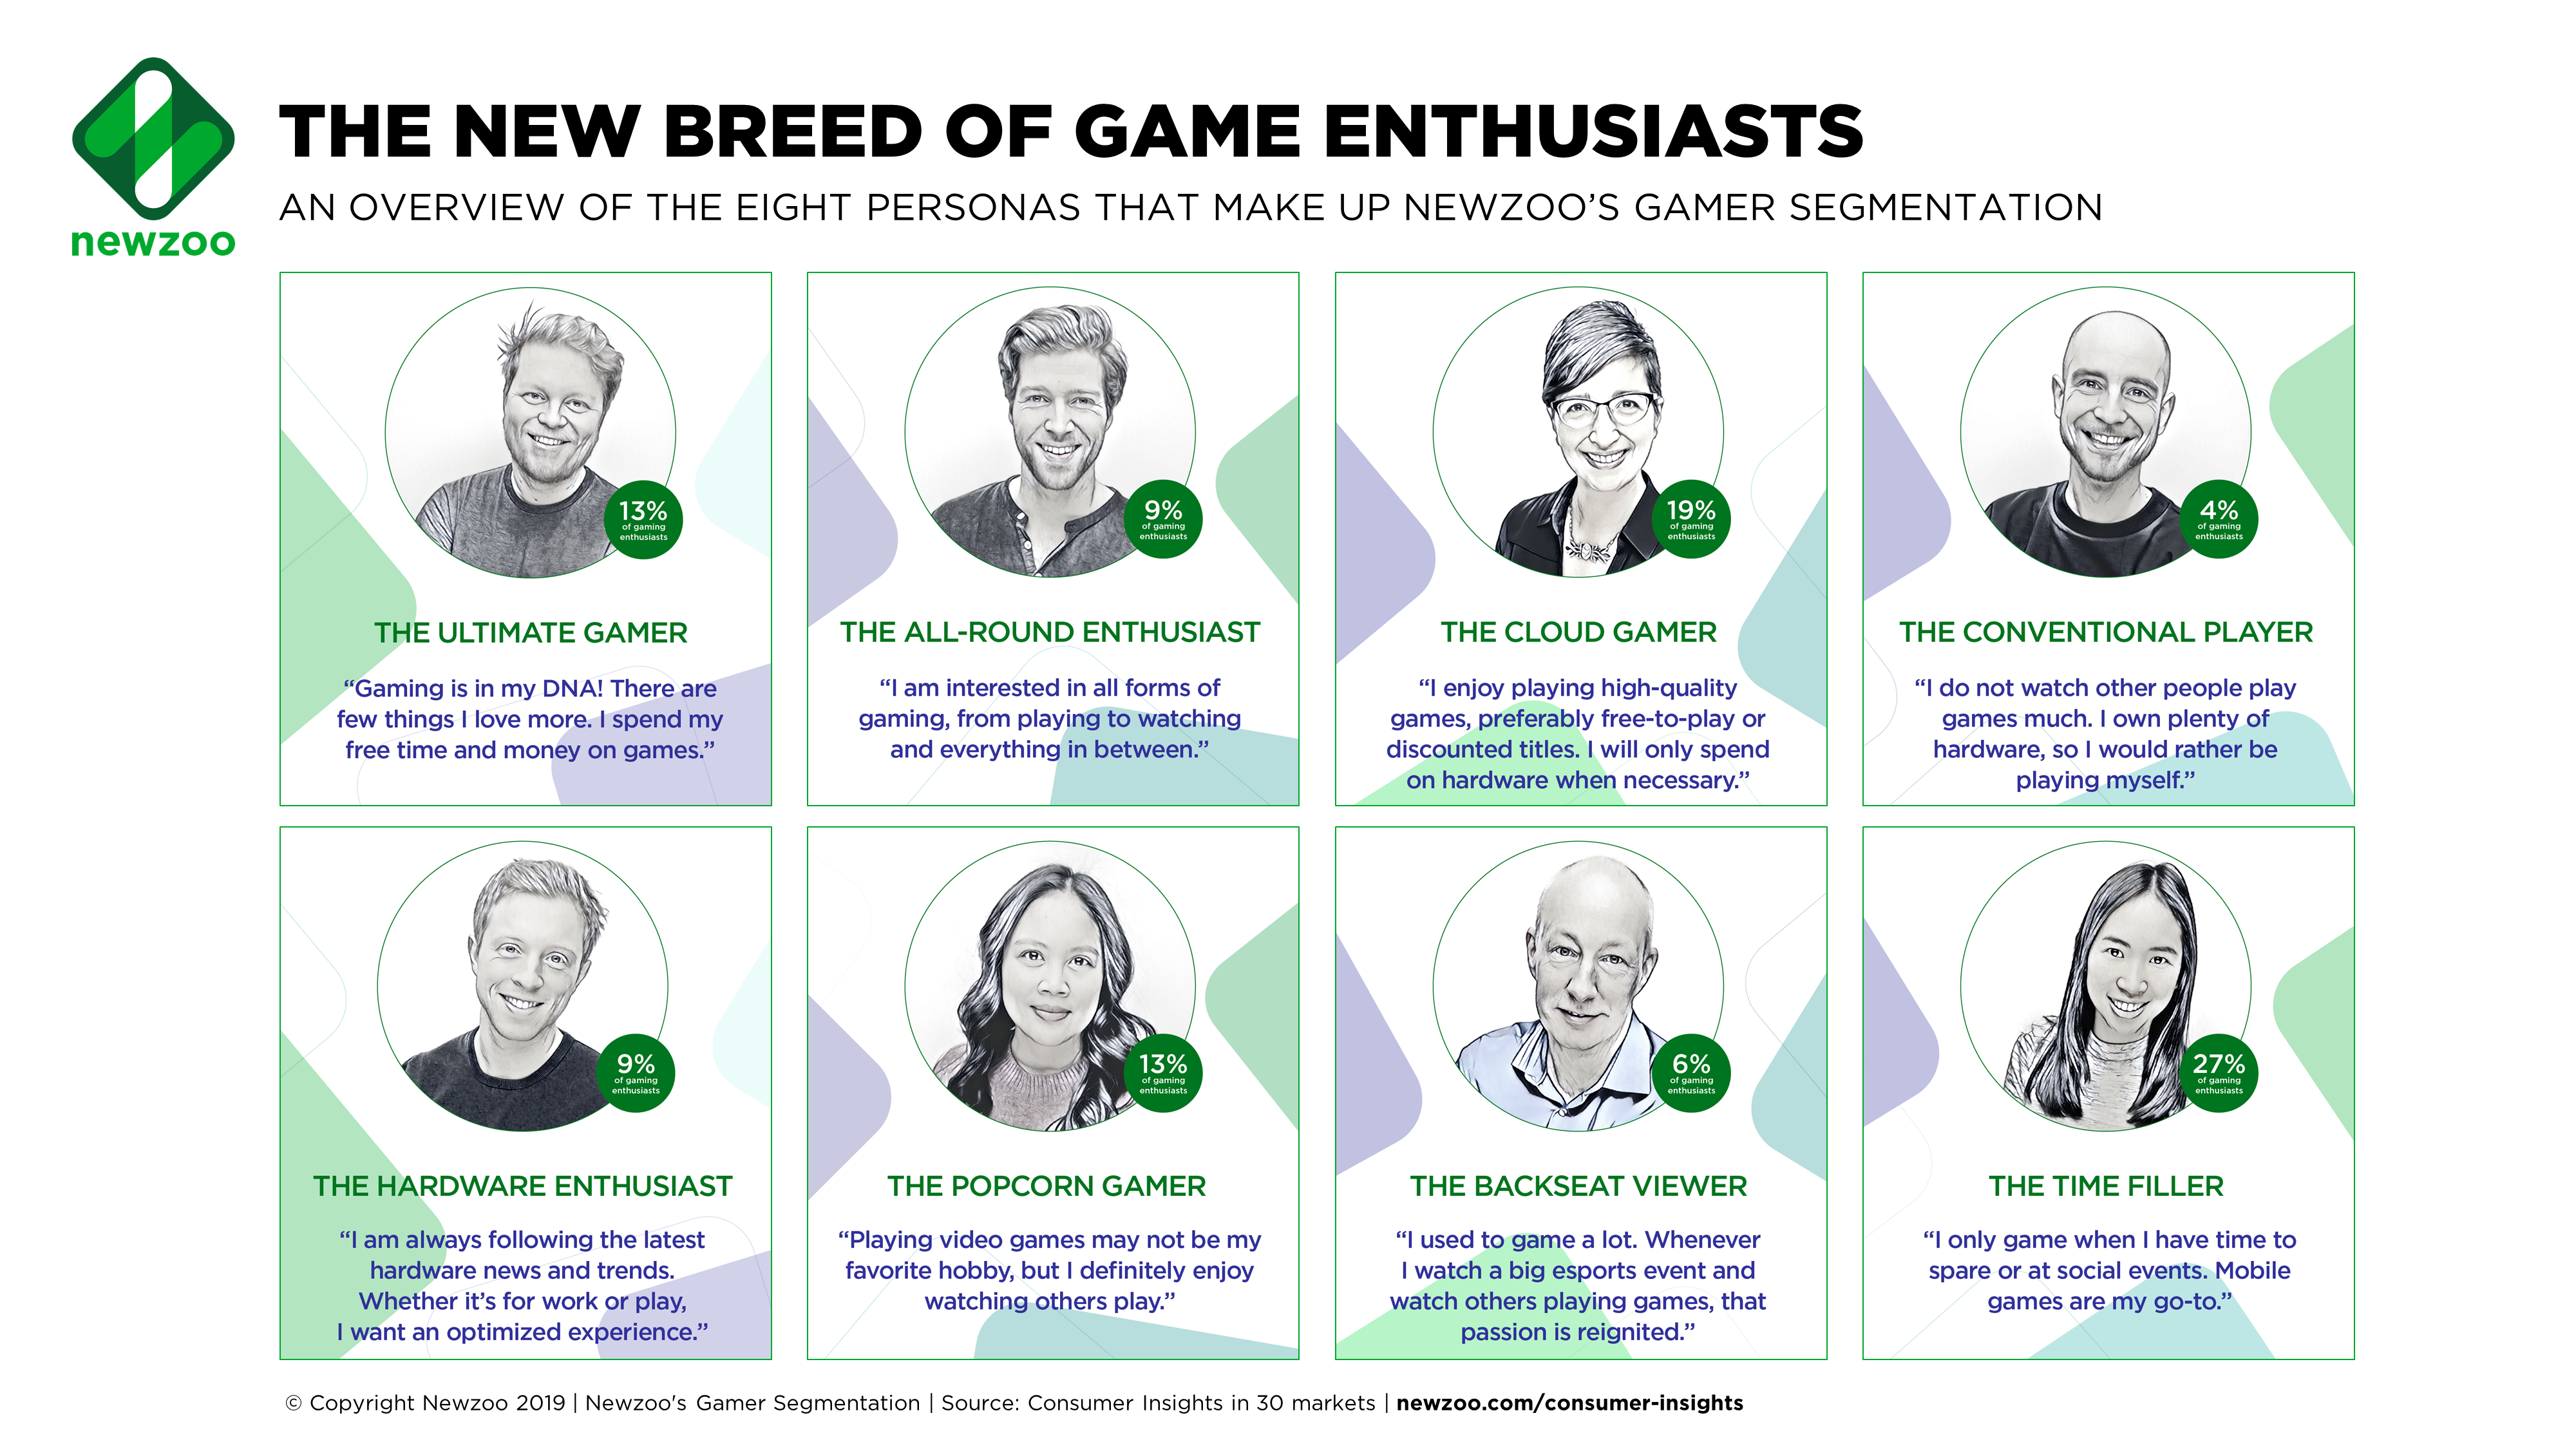 newzoo
THE NEW BREED OF GAME ENTHUSIASTS
AN OVERVIEW OF THE EIGHT PERSONAS THAT MAKE UP NEWZOO’S GAMER SEGMENTATION
13%
of gaming
enthusiasts
THE ULTIMATE GAMER
“Gaming is in my DNA! There are
few things I love more. I spend my
free time and money on games.”
9%
of gaming
enthusiasts
THE ALL-ROUND ENTHUSIAST
“I am interested in all forms of
gaming, from playing to watching
and everything in between.”
19%
of gaming
enthusiasts
THE CLOUD GAMER
“I enjoy playing high-quality
games, preferably free-to-play or
discounted titles. I will only spend
on hardware when necessary.”
4%
of gaming
enthusiasts
THE CONVENTIONAL PLAYER
“I do not watch other people play
games much. I own plenty of
hardware, so I would rather be
playing myself.”
9%
of gaming
enthusiasts
THE HARDWARE ENTHUSIAST
“I am always following the latest
hardware news and trends.
Whether it’s for work or play,
I want an optimized experience.”
13%
of gaming
enthusiasts
THE POPCORN GAMER
“Playing video games may not be my
favorite hobby, but I definitely enjoy
watching others play.”
6%
of gaming
enthusiasts
THE BACKSEAT VIEWER
“I used to game a lot. Whenever
I watch a big esports event and
watch others playing games, that
passion is reignited.”
27%
of gaming
enthusiasts
THE TIME FILLER
“I only game when I have time to
spare or at social events. Mobile
games are my go-to.”
© Copyright Newzoo 2019 | Newzoo's Gamer Segmentation | Source: Consumer Insights in 30 markets | newzoo.com/consumer-insights